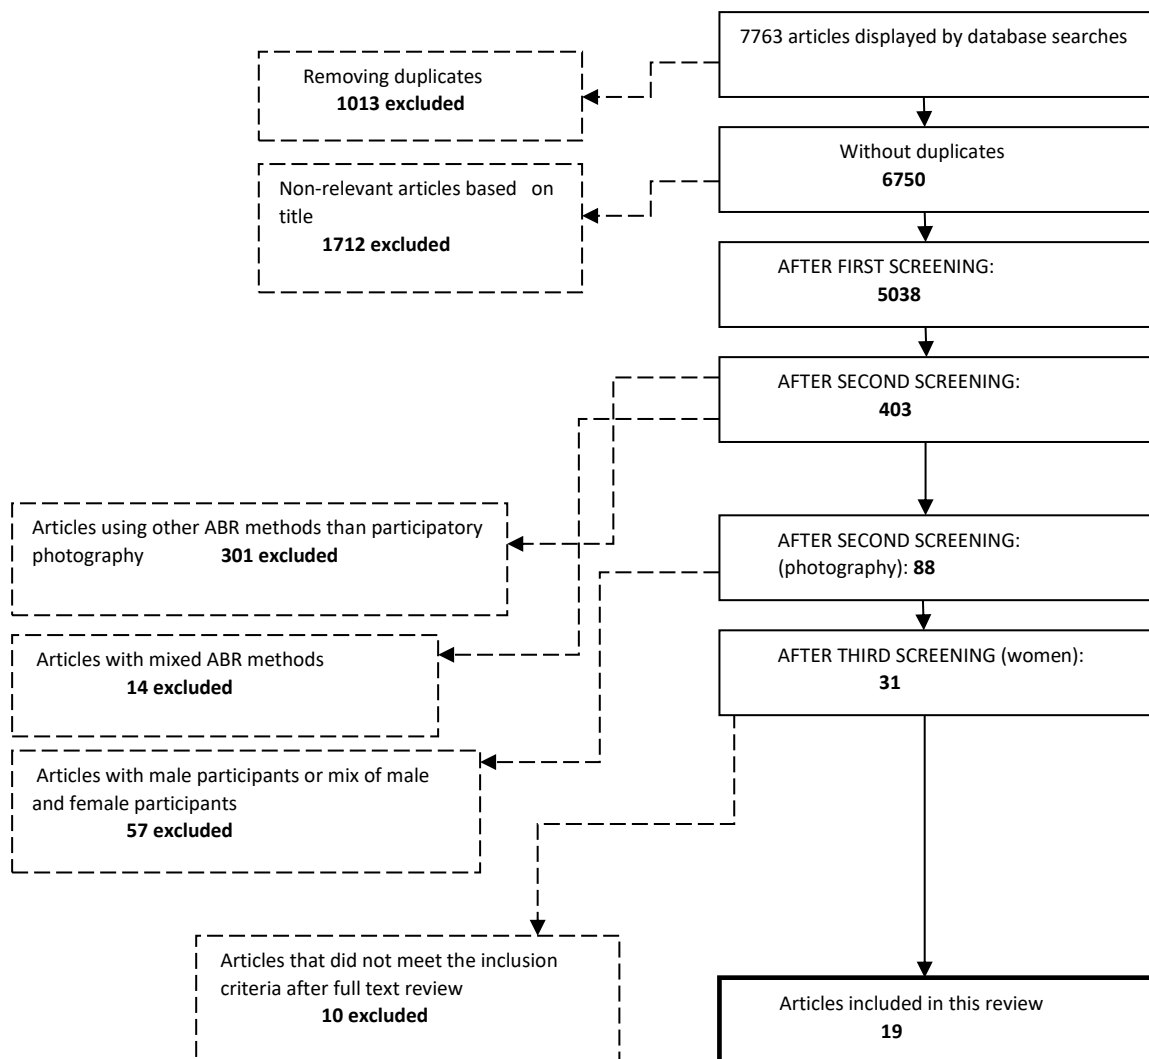 7763 articles displayed by database searches
Removing duplicates
1013 excluded
Without duplicates
6750
Non-relevant articles based on
title
1712 excluded
AFTER FIRST SCREENING:
5038
AFTER SECOND SCREENING:
403
Articles using other ABR methods than participatory
photography 301 excluded
AFTER SECOND SCREENING:
(photography): 88
Articles with mixed ABR methods
14 excluded
AFTER THIRD SCREENING (women):
31
Articles with male participants or mix of male
and female participants
57 excluded
Articles that did not meet the inclusion
criteria after full text review
10 excluded
Articles included in this review
19